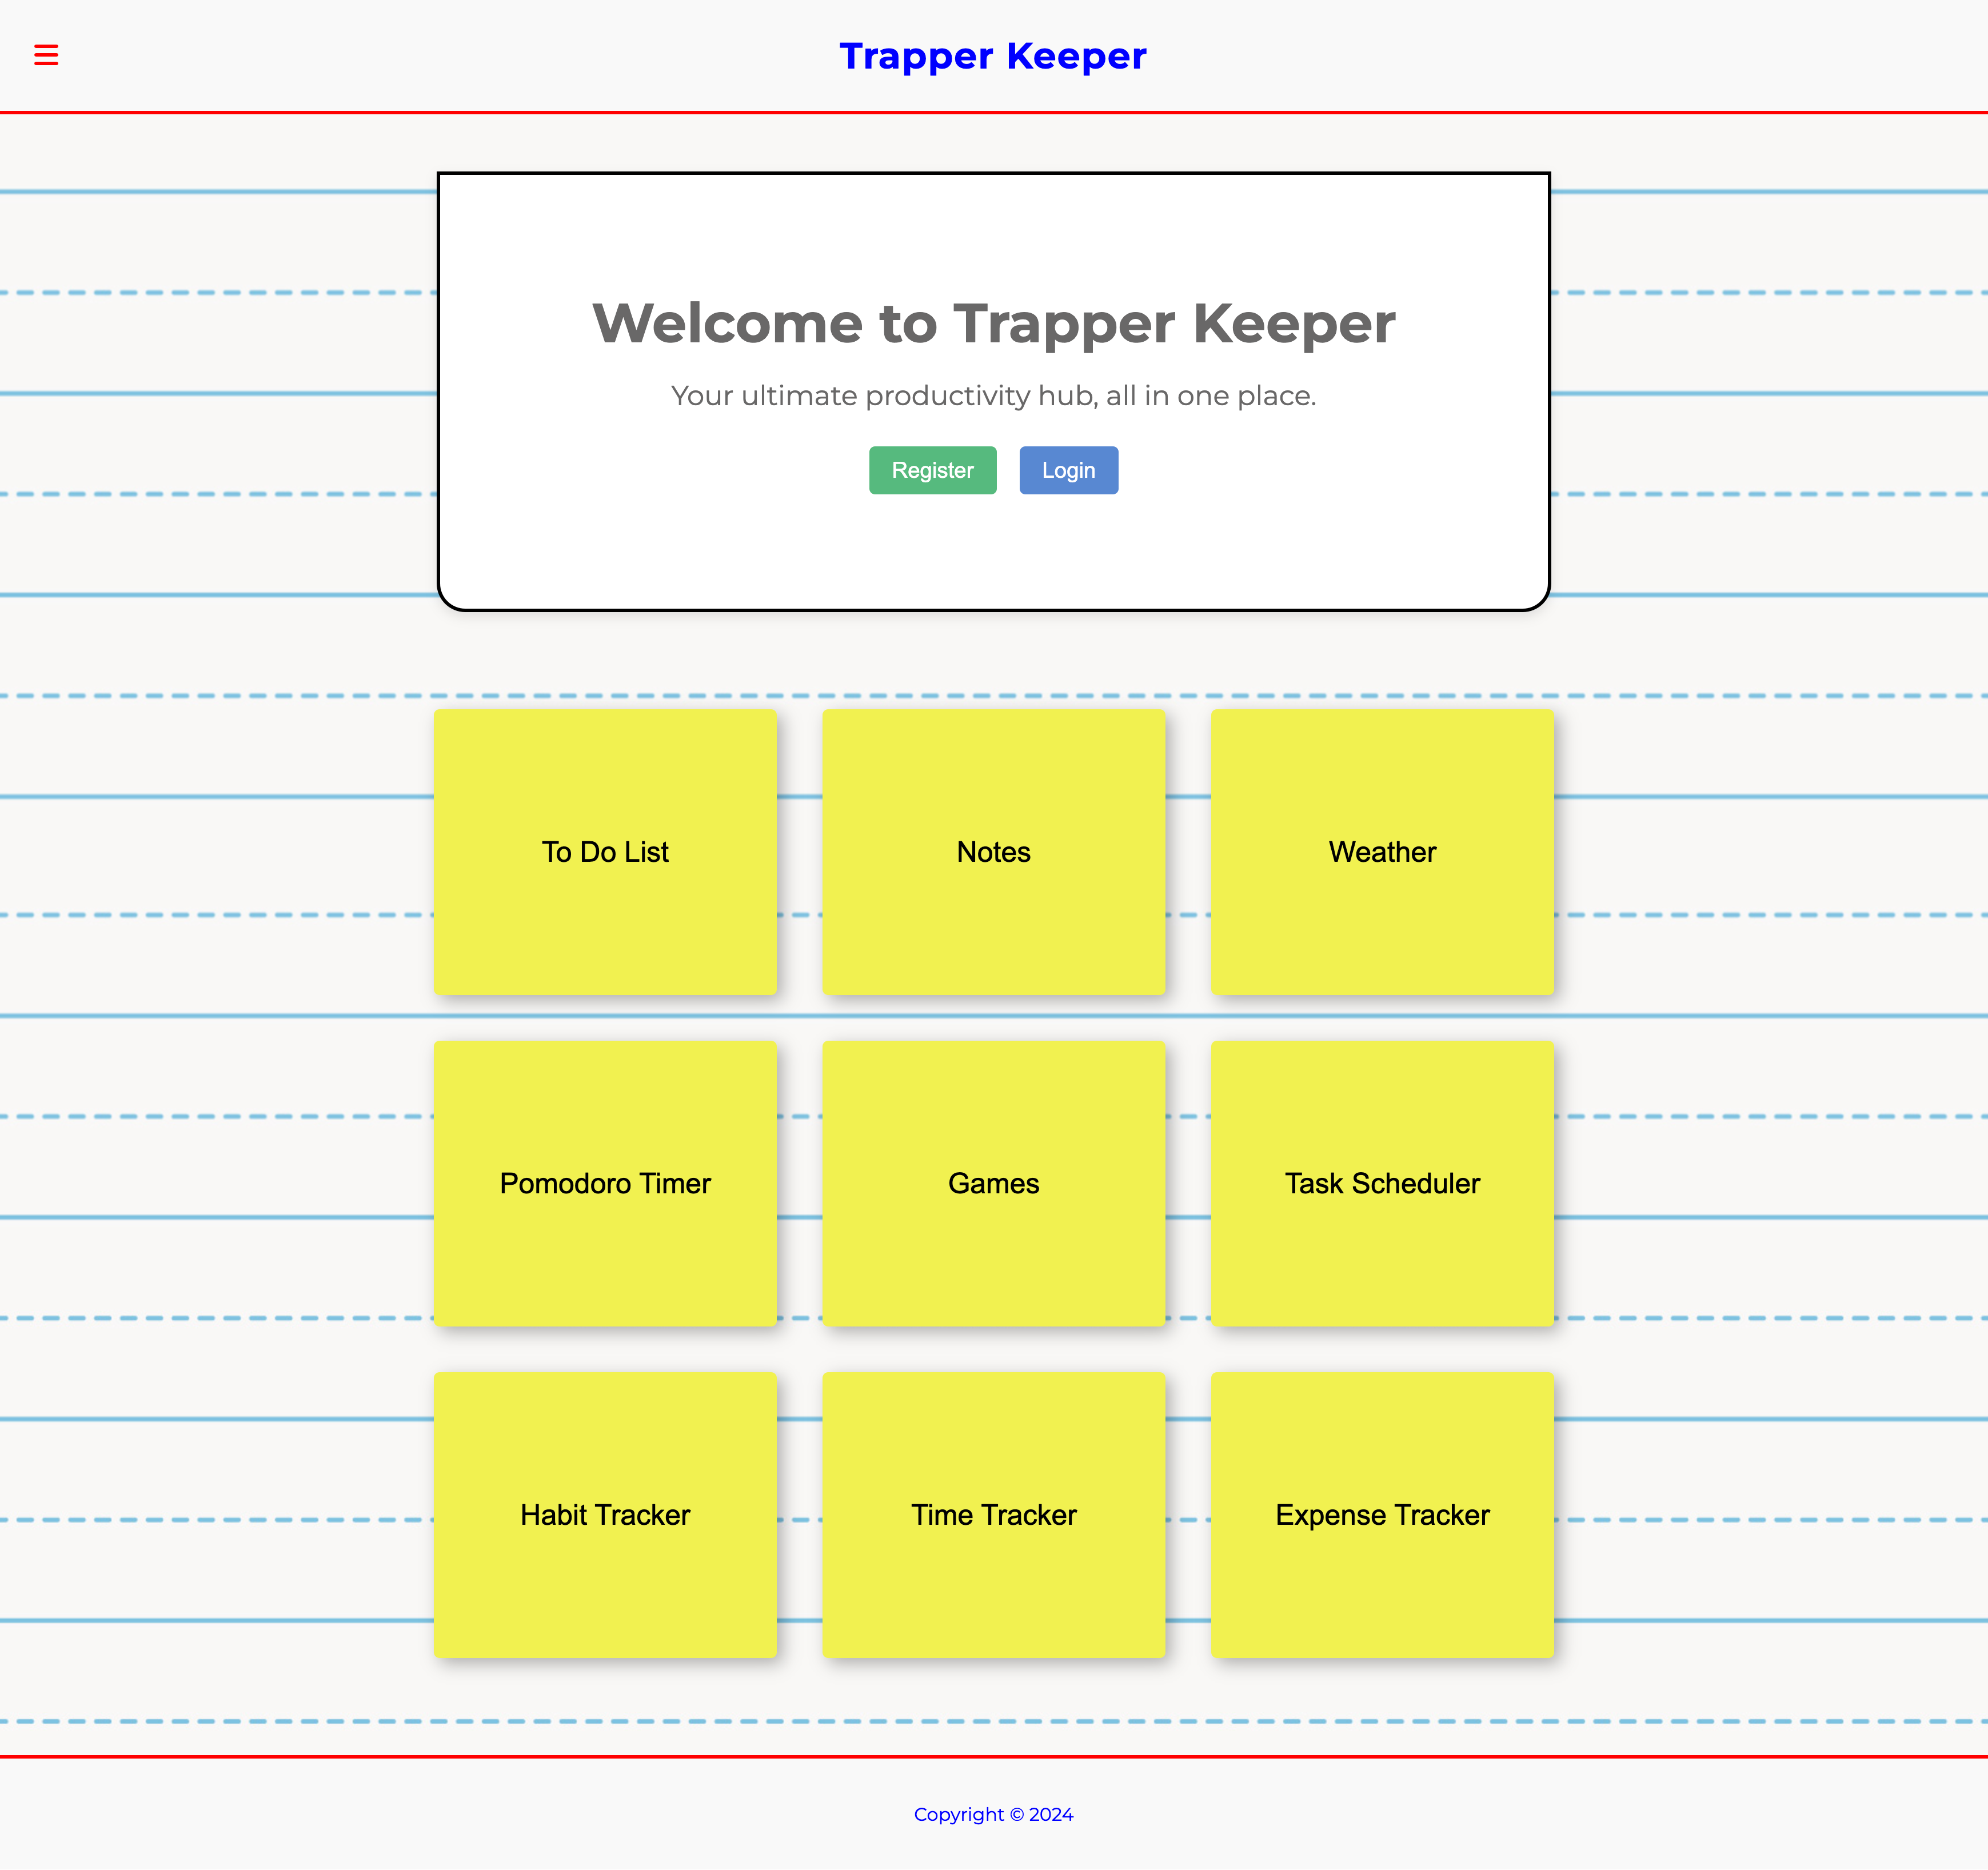 Trapper Keeper
Welcome to Trapper Keeper
Your ultimate productivity hub, all in one place.
Register
Login
To Do List
Notes
Weather
Pomodoro Timer
Games
Task Scheduler
Habit Tracker
Time Tracker
Expense Tracker
Copyright © 2024